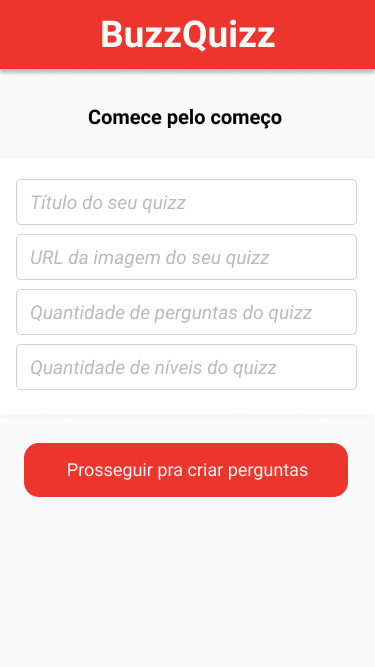 BuzzQuizz
Comece pelo começo
Título do seu quizz
URL da imagem do seu quizz
Quantidade de perguntas do quizz
Quantidade de níveis do quizz
Prosseguir pra criar perguntas